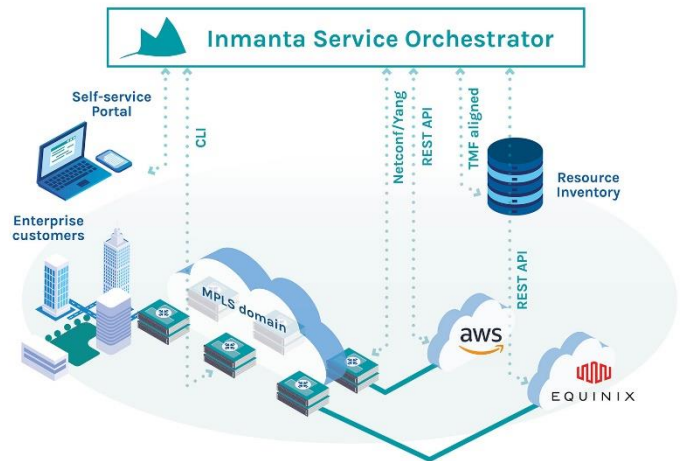 Inmanta Service Orchestrator
Self-service
Portal
CLI
Netconf/Yang
REST API
TMF aligned
Resource
Inventory
Enterprise
customers
MPLS domain
REST API
aws
EQUINIX